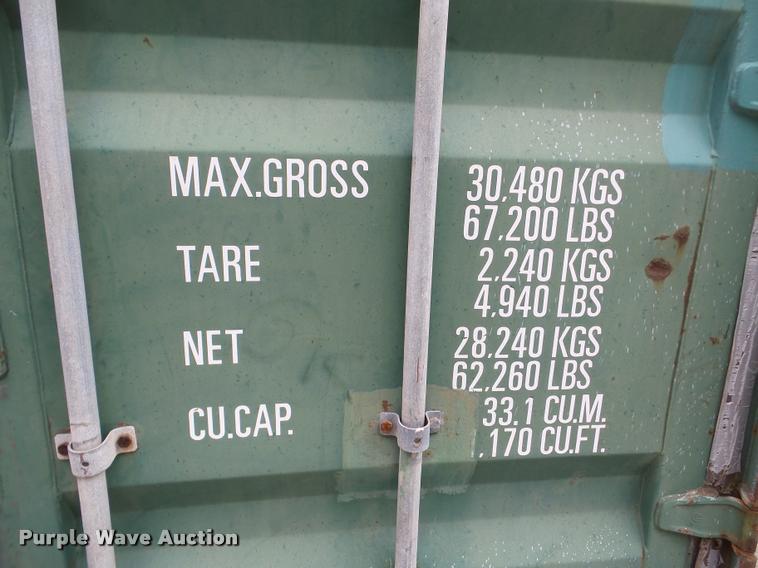 MAX.GROSS 30,480 KGS
67,200 LBS
TARE 2,240 KGS
4,940 LBS
NET 28,240 KGS
62,260 LBS
CU.CAP. 33.1 CU.M.
,170 CU.FT.
Purple Wave Auction